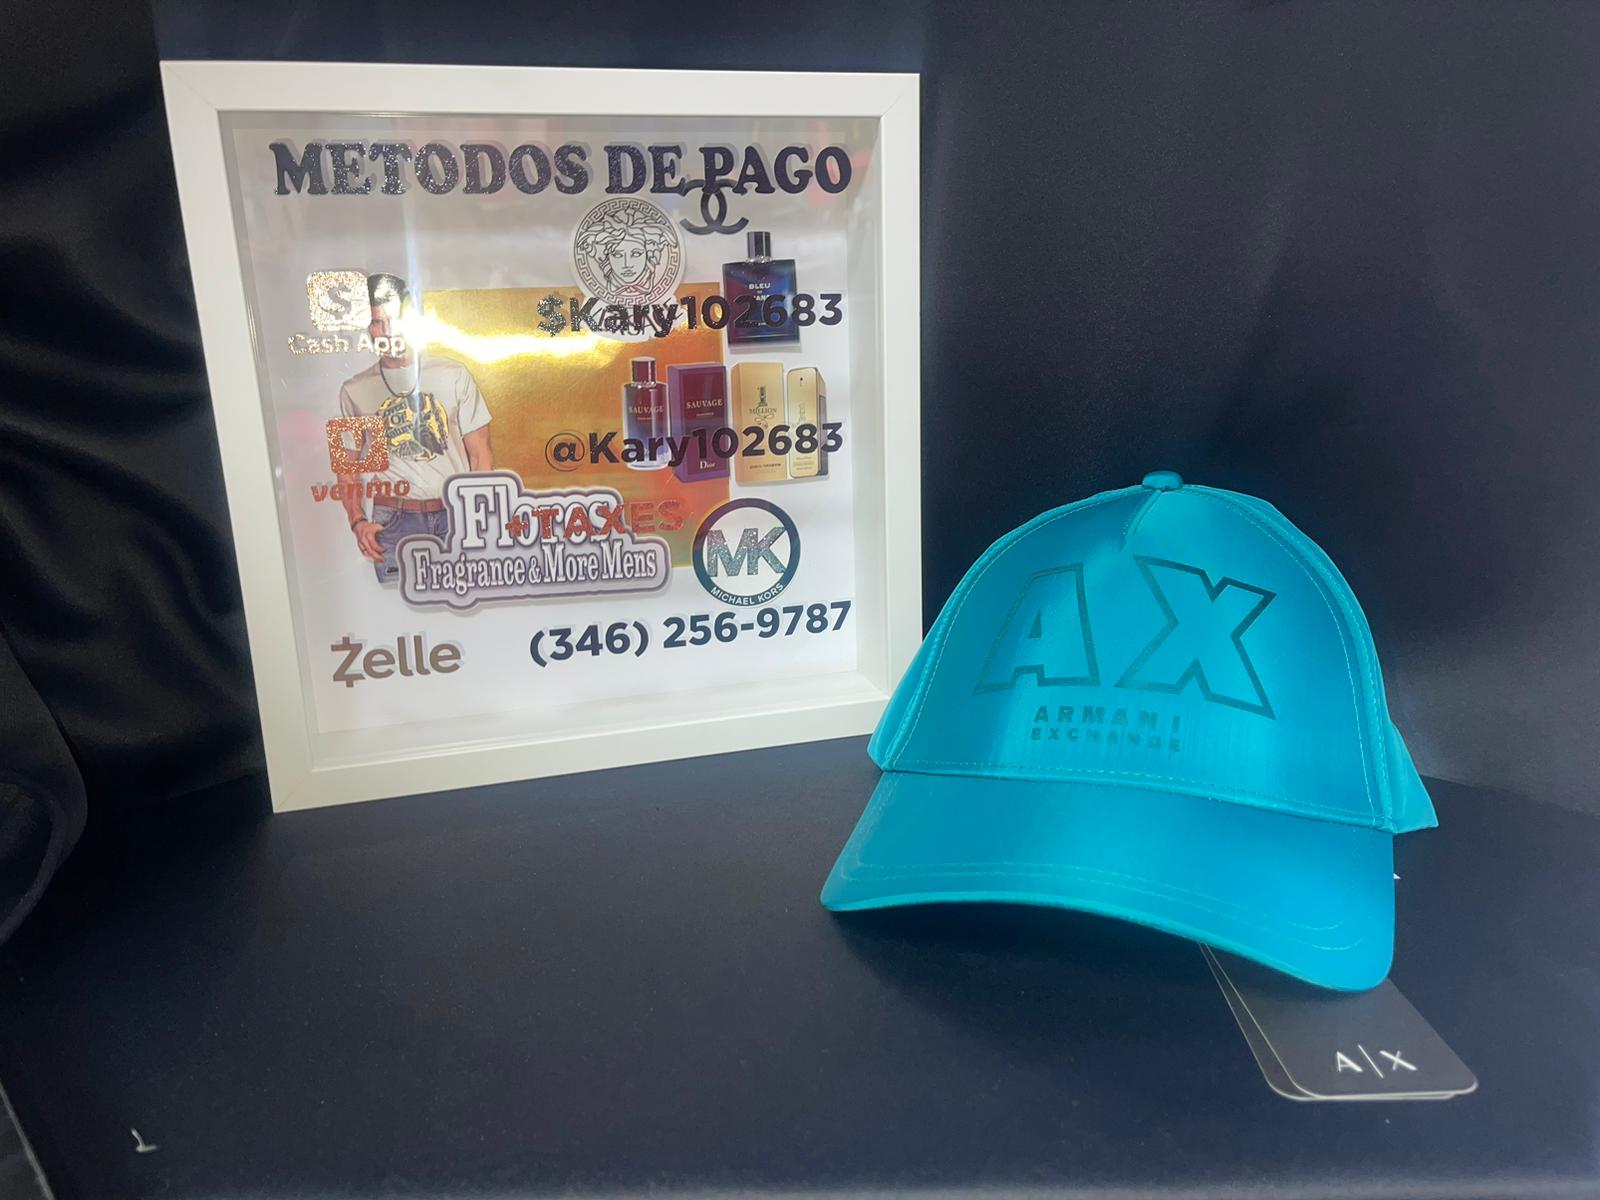 METODOS DE PAGO
Cash App
$Kary102683
BLEU
SAUVAGE
SAUVAGE
Dior
1
MILLION
venmo
@Kary102683
+TAXES
Flores
Fragrance & More Mens
MK
MICHAEL KORS
Zelle
(346) 256-9787
AX
ARMANI
EXCHANGE
A|X